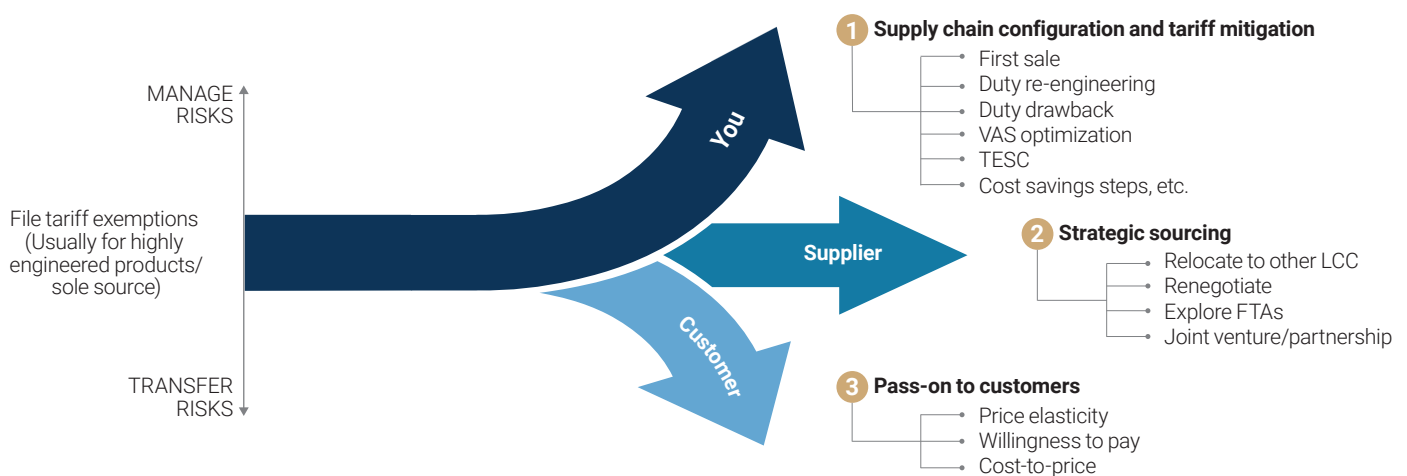 MANAGE
RISKS
File tariff exemptions
(Usually for highly
engineered products/
sole source)
TRANSFER
RISKS
You
Supplier
Customer
1 Supply chain configuration and tariff mitigation
First sale
Duty re-engineering
Duty drawback
VAS optimization
TESC
Cost savings steps, etc.
2 Strategic sourcing
Relocate to other LCC
Renegotiate
Explore FTAs
Joint venture/partnership
3 Pass-on to customers
Price elasticity
Willingness to pay
Cost-to-price